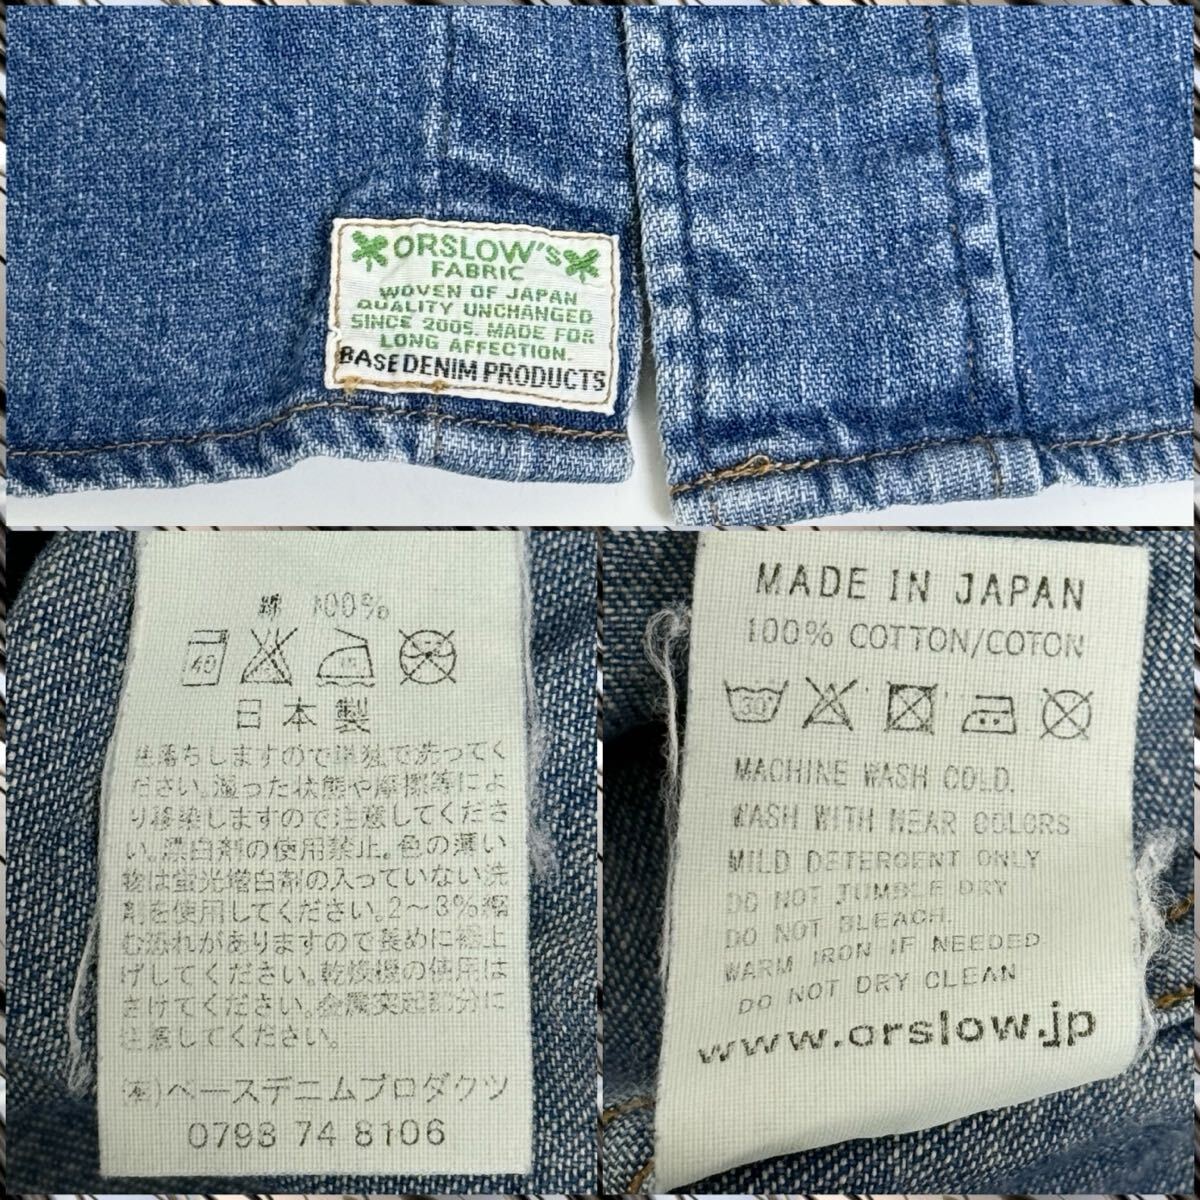 ORSLOW'S
FABRIC
WOVEN OF JAPAN
QUALITY UNCHANGED
SINCE 2005. MADE FOR
LONG AFFECTION.
BASE DENIM PRODUCTS
綿 100%
40
日本製
色落ちしますので単独で洗ってく
ださい。湿った状態や摩擦等によ
り移染しますので注意してくださ
い。漂白剤の使用禁止。色の薄い
物は蛍光増白剤の入っていない洗
剤を使用してください。2〜3%縮
む恐れがありますので長めに裾上
げしてください。乾燥機の使用は
さけてください。金属突起部分に
注意してください。
(有)ベースデニムプロダクツ
0798 74 8106
MADE IN JAPAN
100% COTTON/COTON
30°
MACHINE WASH COLD.
WASH WITH NEAR COLORS
MILD DETERGENT ONLY
DO NOT TUMBLE DRY
DO NOT BLEACH.
WARM IRON IF NEEDED
DO NOT DRY CLEAN
www.orslow.jp